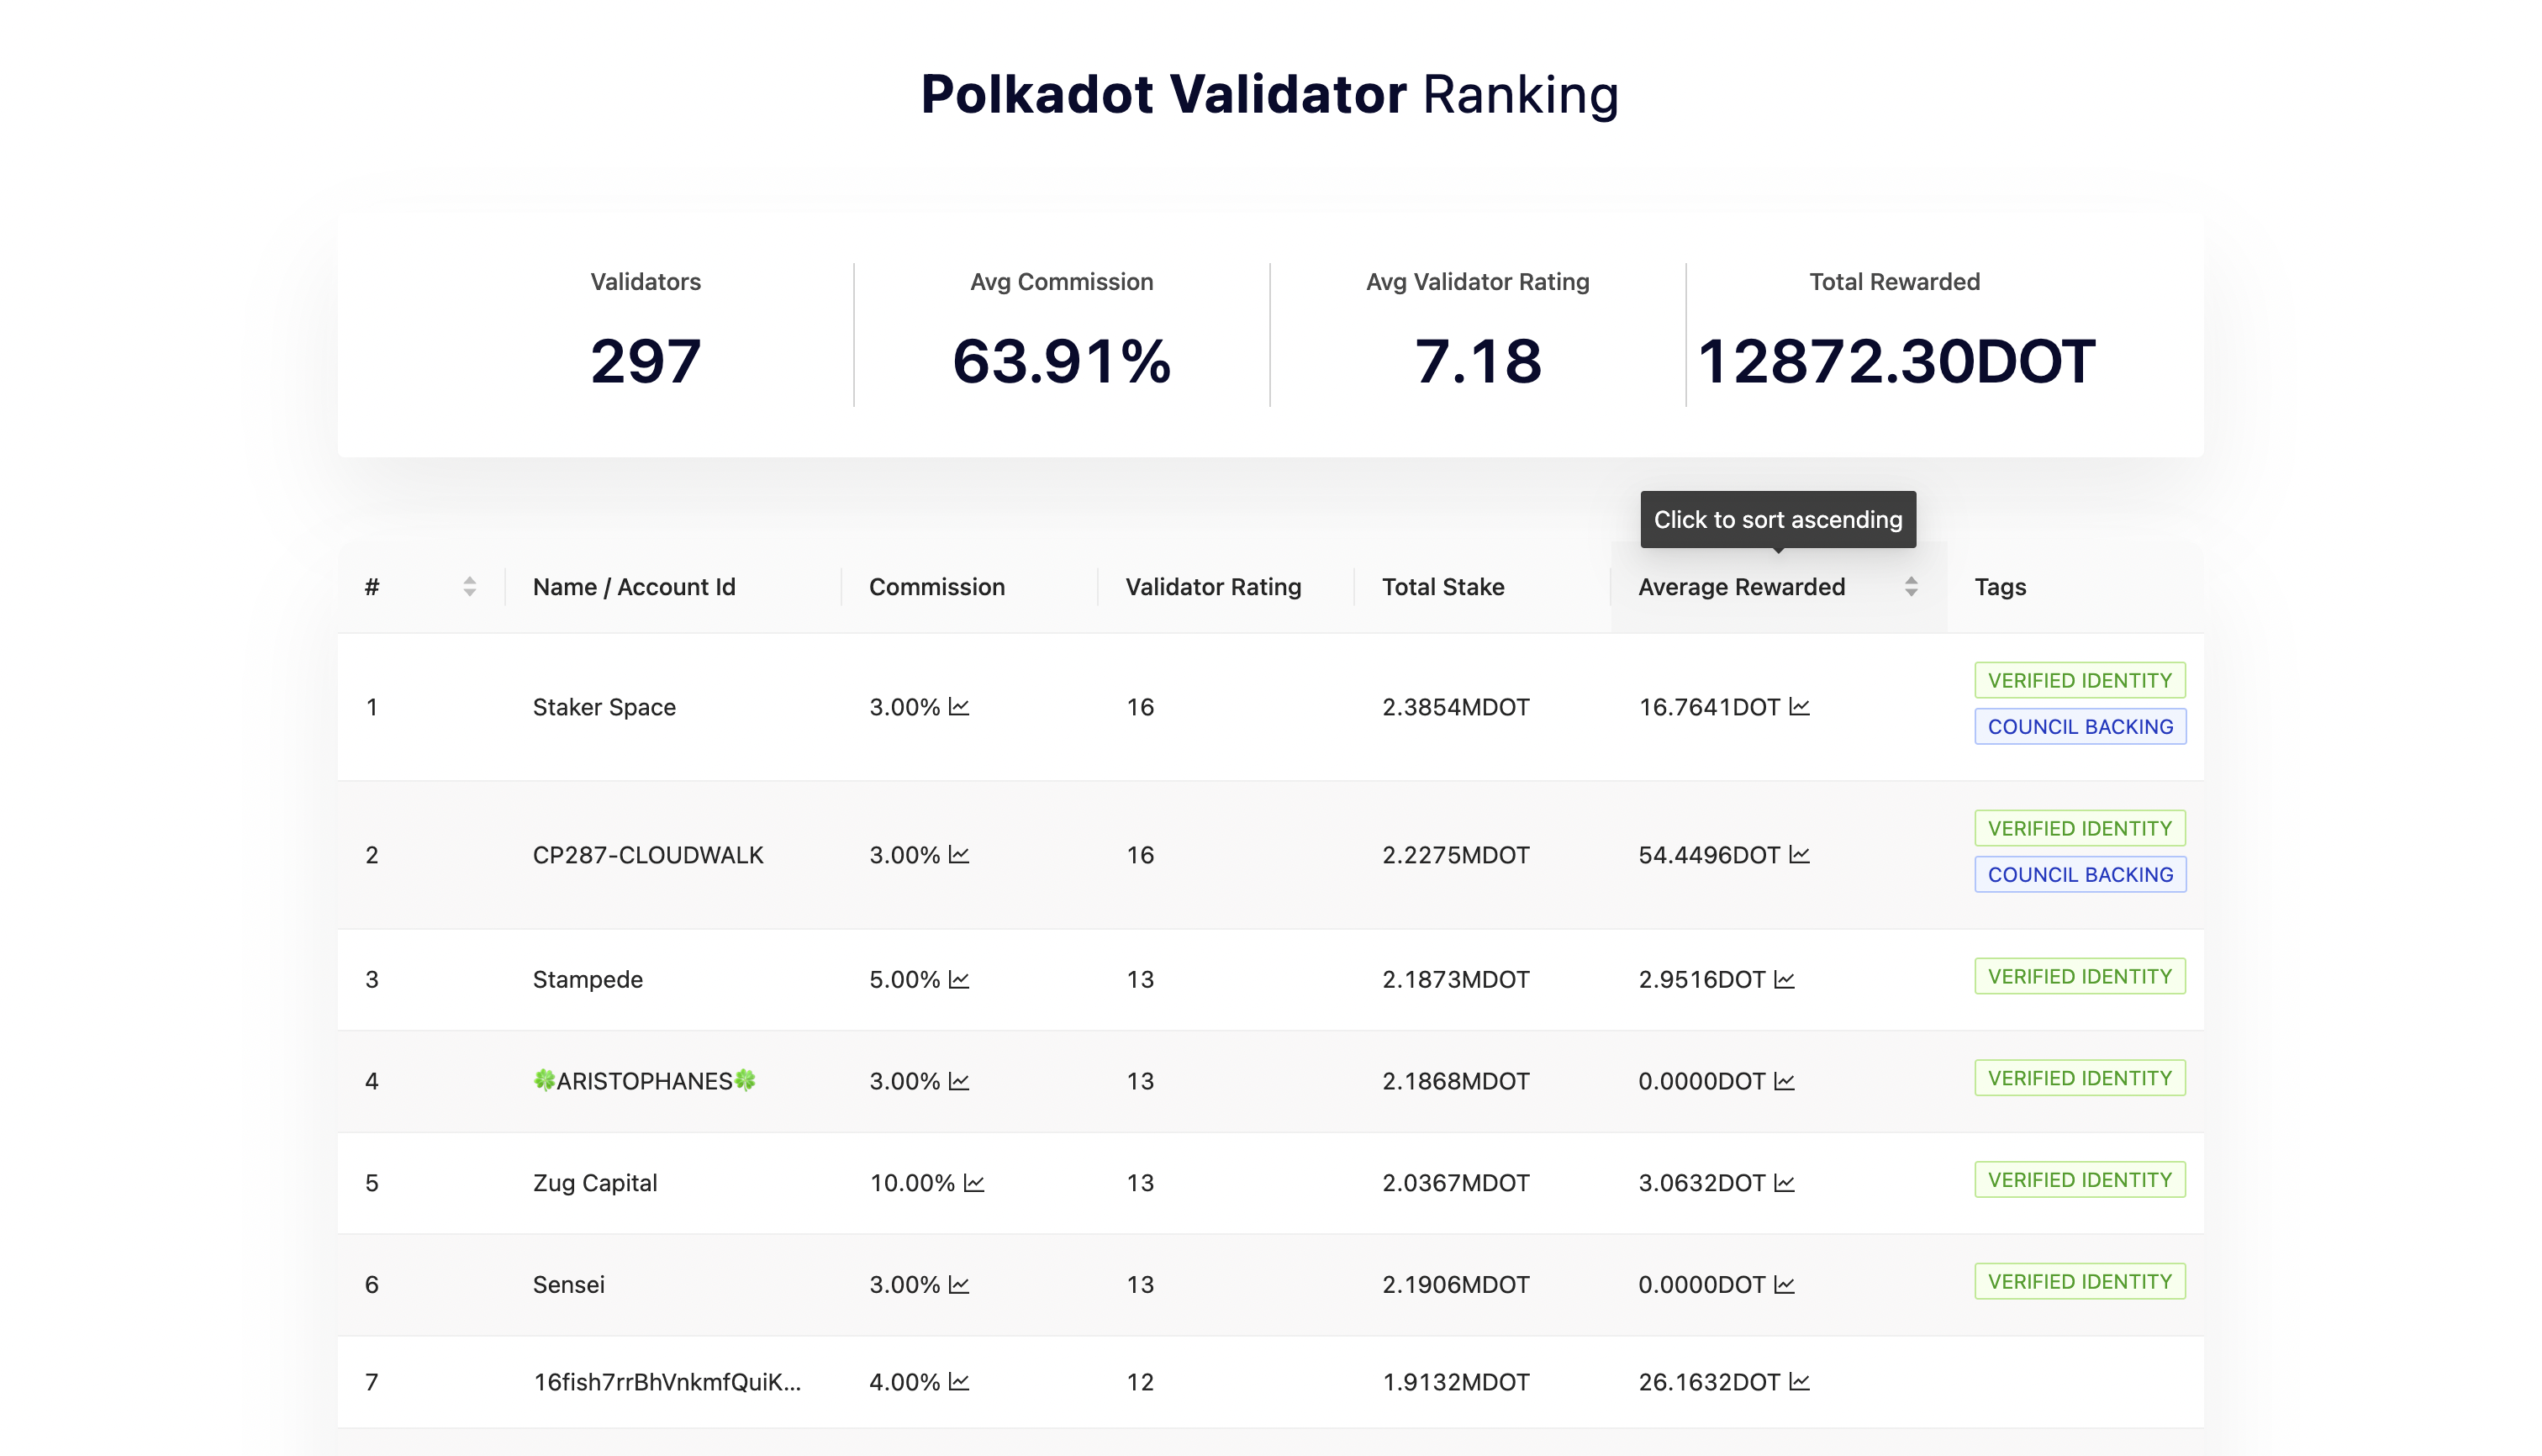 Polkadot Validator Ranking
Validators
297
Avg Commission
63.91%
Avg Validator Rating
7.18
Total Rewarded
12872.30DOT
Click to sort ascending
# Name / Account Id Commission Validator Rating Total Stake Average Rewarded Tags
1 Staker Space 3.00% 16 2.3854MDOT 16.7641DOT VERIFIED IDENTITY
COUNCIL BACKING
2 CP287-CLOUDWALK 3.00% 16 2.2275MDOT 54.4496DOT VERIFIED IDENTITY
COUNCIL BACKING
3 Stampede 5.00% 13 2.1873MDOT 2.9516DOT VERIFIED IDENTITY
4 🍀ARISTOPHANES🍀 3.00% 13 2.1868MDOT 0.0000DOT VERIFIED IDENTITY
5 Zug Capital 10.00% 13 2.0367MDOT 3.0632DOT VERIFIED IDENTITY
6 Sensei 3.00% 13 2.1906MDOT 0.0000DOT VERIFIED IDENTITY
7 16fish7rrBhVnkmfQuiK... 4.00% 12 1.9132MDOT 26.1632DOT